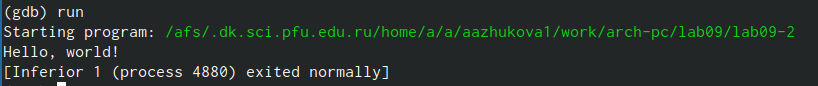 (gdb) run
Starting program: /afs/.dk.sci.pfu.edu.ru/home/a/a/aazhukova1/work/arch-pc/lab09/lab09-2
Hello, world!
[Inferior 1 (process 4880) exited normally]